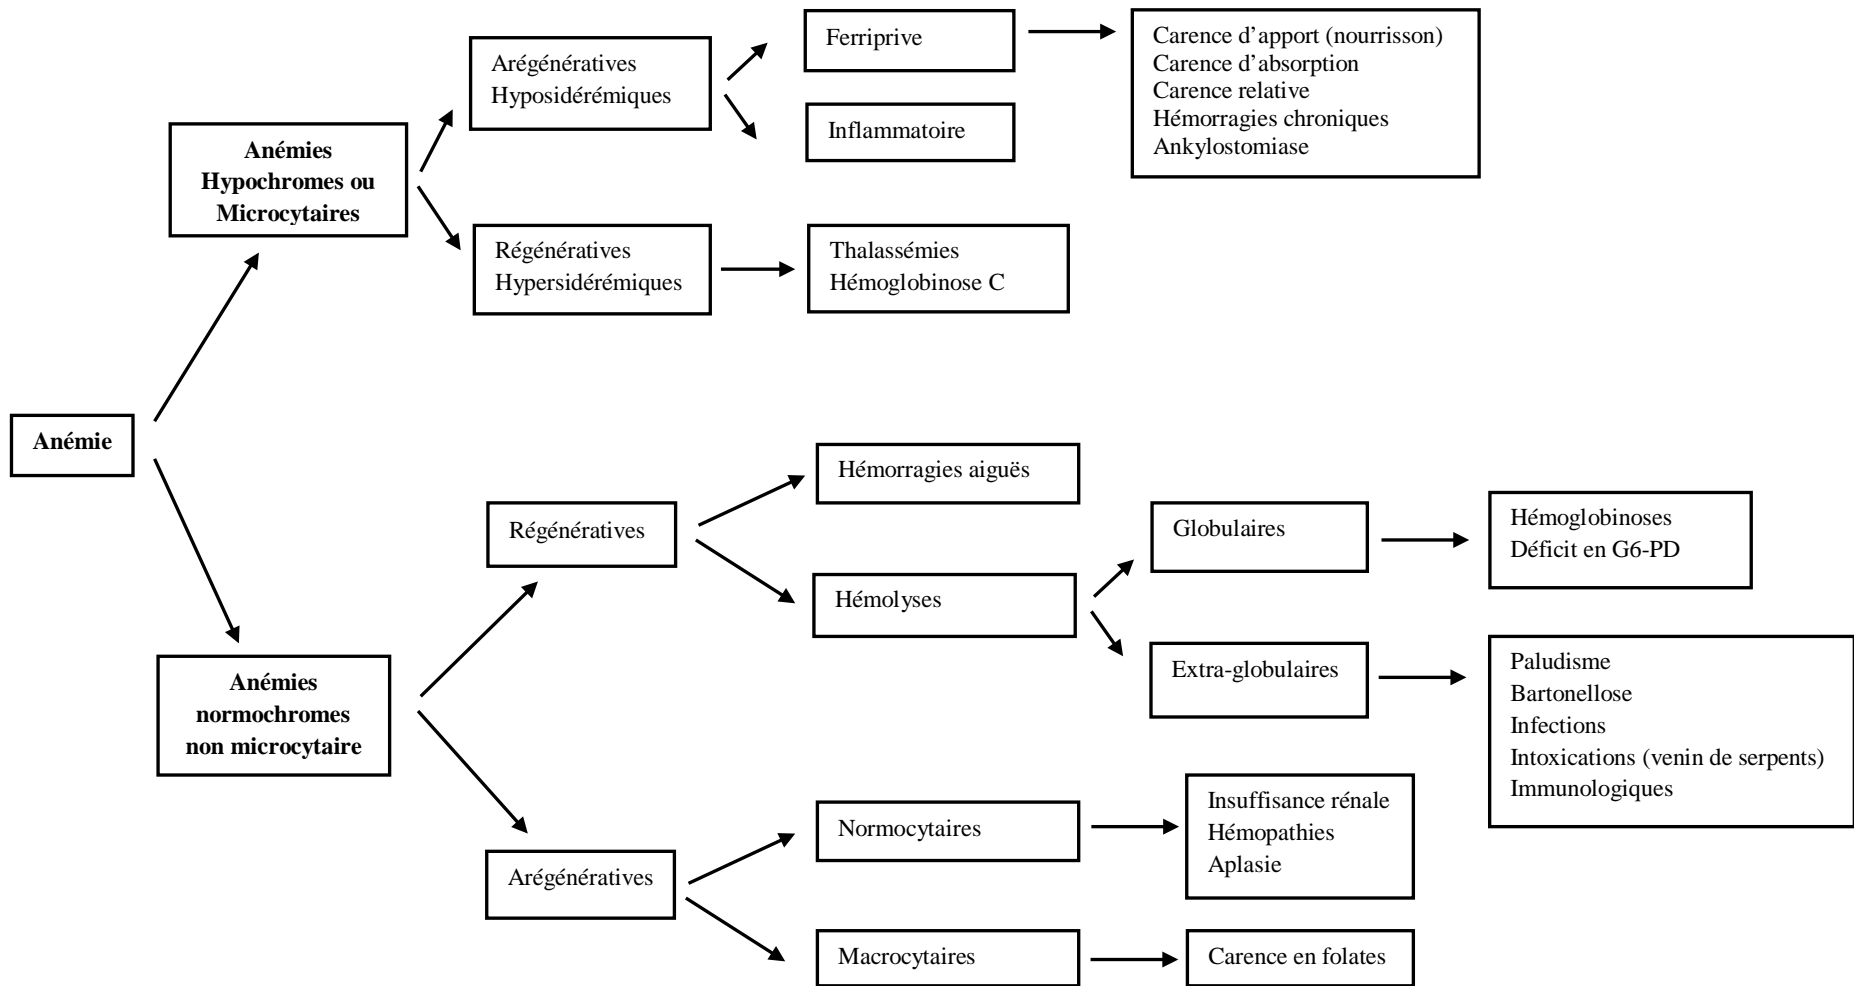 Anémie
Anémies
Hypochromes ou
Microcytaires
Arégénératives
Hyposidérémiques
Ferriprive
Carence d’apport (nourrisson)
Carence d’absorption
Carence relative
Hémorragies chroniques
Ankylostomiase
Inflammatoire
Régénératives
Hypersidérémiques
Thalassémies
Hémoglobinose C
Anémies
normochromes
non microcytaire
Régénératives
Hémorragies aiguës
Hémolyses
Globulaires
Hémoglobinoses
Déficit en G6-PD
Extra-globulaires
Paludisme
Bartonellose
Infections
Intoxications (venin de serpents)
Immunologiques
Arégénératives
Normocytaires
Insuffisance rénale
Hémopathies
Aplasie
Macrocytaires
Carence en folates